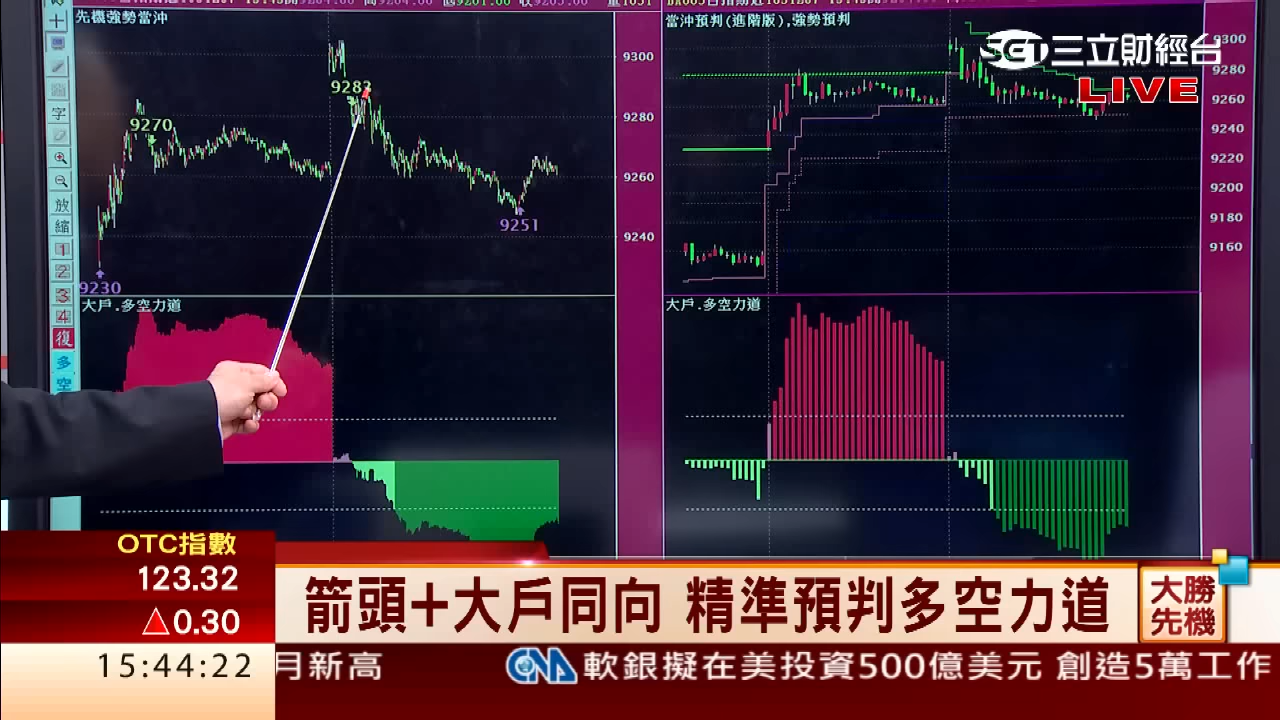 先機強勢當沖
當沖預判(進階版),強勢預判
SET三立財經台
LIVE
9300
9280
9260
9240
9270
9283
9251
9230
9300
9280
9260
9240
9220
9200
9180
9160
字
放
縮
1
2
3
4
復
多
空
大戶.多空力道
大戶.多空力道
OTC指數
123.32
△0.30
15:44:22
箭頭+大戶同向 精準預判多空力道
大勝
先機
月新高 CNA 軟銀擬在美投資500億美元 創造5萬工作